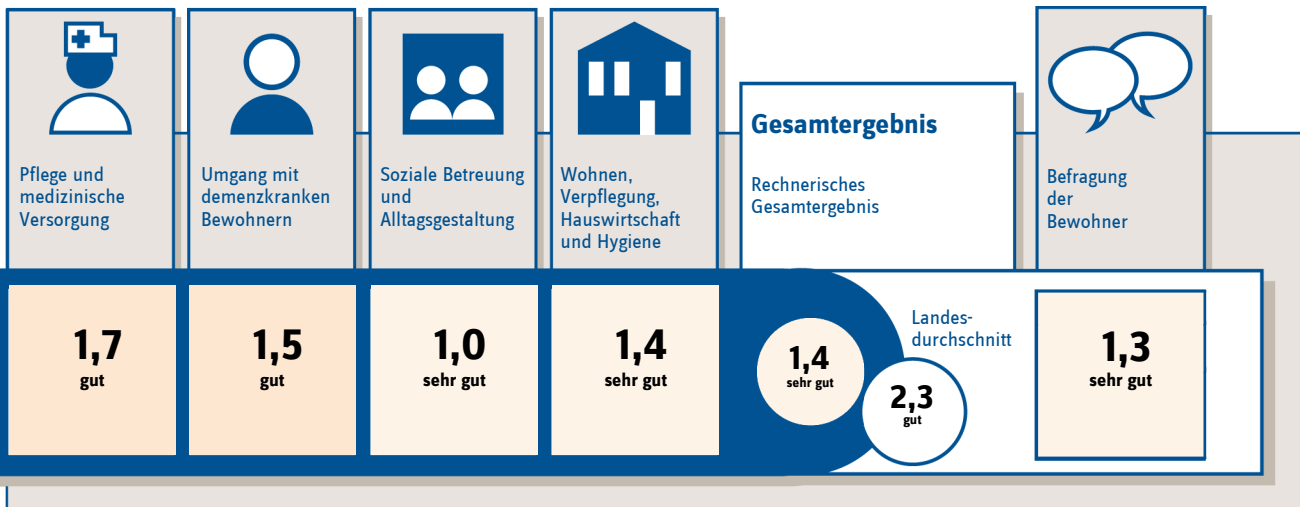 Pflege und
medizinische
Versorgung
Umgang mit
demenzkranken
Bewohnern
Soziale Betreuung
und
Alltagsgestaltung
Wohnen,
Verpflegung,
Hauswirtschaft
und Hygiene
Gesamtergebnis
Rechnerisches
Gesamtergebnis
Befragung
der
Bewohner
1,7
gut
1,5
gut
1,0
sehr gut
1,4
sehr gut
1,4
sehr gut
Landes-
durchschnitt
2,3
gut
1,3
sehr gut